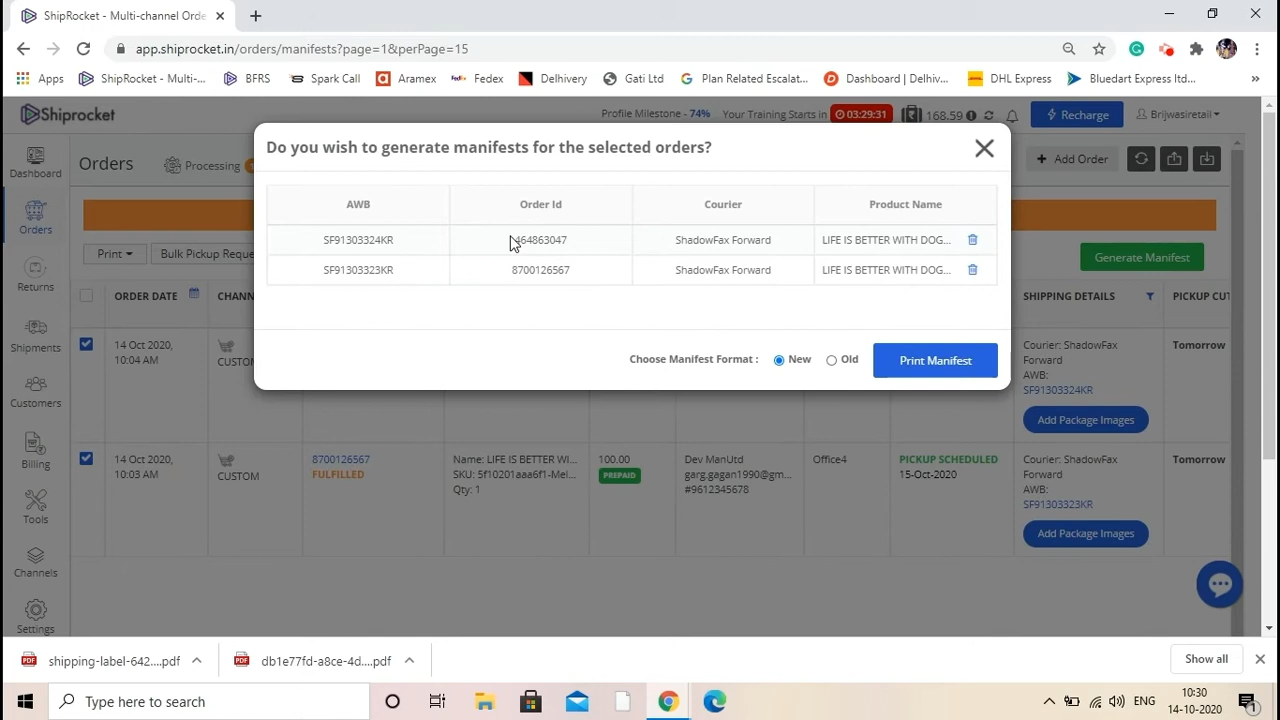 ShipRocket - Multi-channel Orde
app.shiprocket.in/orders/manifests?page=1&perPage=15
Apps
ShipRocket - Multi-...
BFRS
Spark Call
Aramex
FedEx
Fedex
Delhivery
Gati Ltd
Plan Related Escalat...
Dashboard | Delhiv...
DHL Express
Bluedart Express ltd...
Shiprocket
Profile Milestone - 74%
Your Training Starts in
03:29:31
168.59
Recharge
Brijwasiretail
Dashboard
Orders
Returns
Shipments
Customers
Billing
Tools
Channels
Settings
Orders
Processing
Add Order
Print
Bulk Pickup Reque
Generate Manifest
Do you wish to generate manifests for the selected orders?
AWB
Order Id
Courier
Product Name
SF91303324KR
464863047
ShadowFax Forward
LIFE IS BETTER WITH DOG...
SF91303323KR
8700126567
ShadowFax Forward
LIFE IS BETTER WITH DOG...
Choose Manifest Format :
New
Old
Print Manifest
ORDER DATE
CHANN
SHIPPING DETAILS
PICKUP CUT
14 Oct 2020,
10:04 AM
CUSTO
Courier: ShadowFax
Forward
AWB:
SF91303324KR
Add Package Images
Tomorrow
14 Oct 2020,
10:03 AM
CUSTOM
8700126567
FULFILLED
Name: LIFE IS BETTER WI...
SKU: 5f10201aaa6f1-Mei...
Qty: 1
100.00
PREPAID
Dev ManUtd
garg.gagan1990@gm...
#9612345678
Office4
PICKUP SCHEDULED
15-Oct-2020
Courier: ShadowFax
Forward
AWB:
SF91303323KR
Add Package Images
Tomorrow
shipping-label-642....pdf
db1e77fd-a8ce-4d....pdf
Show all
Type here to search
ENG
10:30
14-10-2020